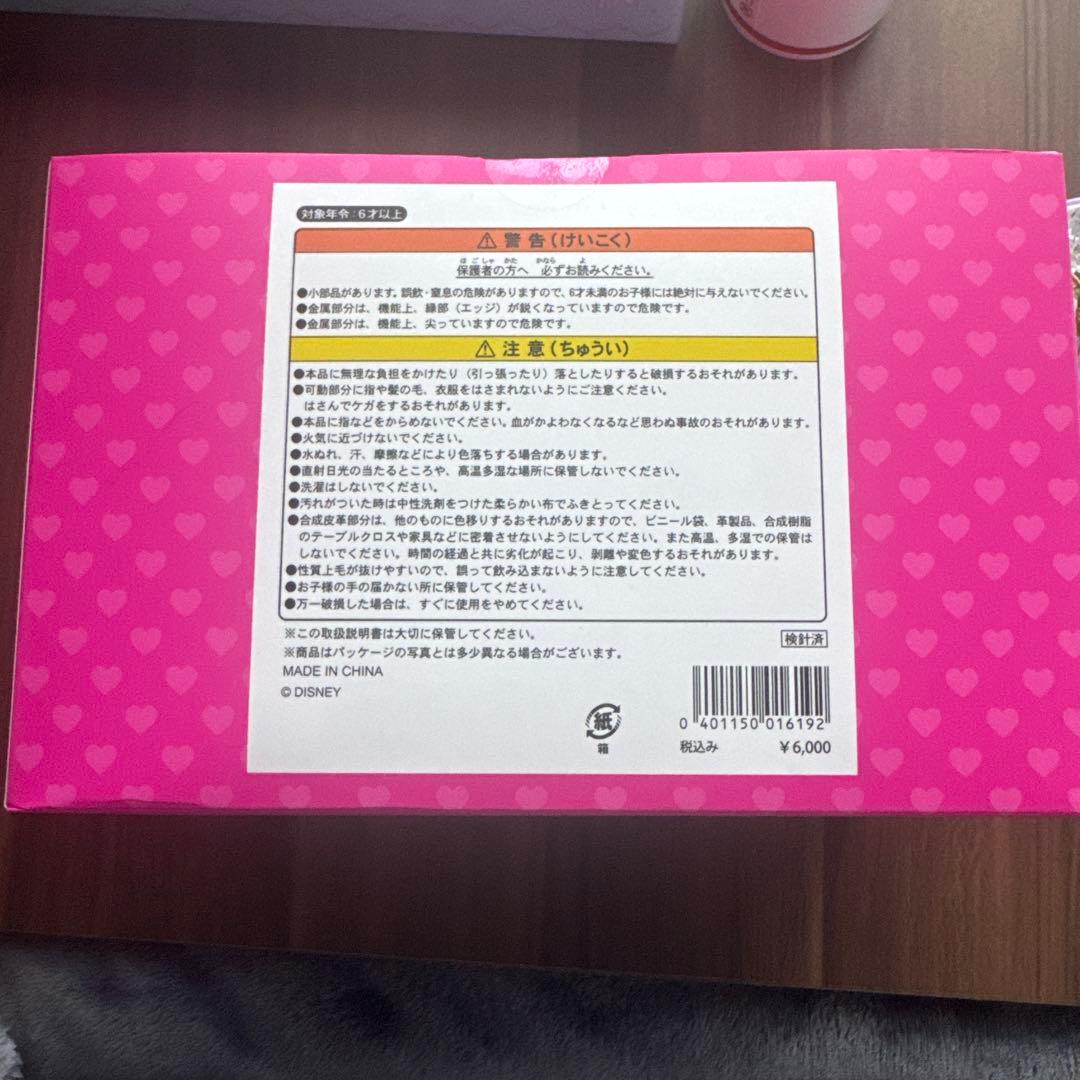 対象年令:6才以上
⚠警告(けいこく)
ほごしゃ かた かなら よ
保護者の方へ 必ずお読みください。
●小部品があります。誤飲・窒息の危険がありますので、6才未満のお子様には絶対に与えないでください。
●金属部分は、機能上、縁部(エッジ)が鋭くなっていますので危険です。
●金属部分は、機能上、尖っていますので危険です。
⚠注意(ちゅうい)
●本品に無理な負担をかけたり(引っ張ったり)落としたりすると破損するおそれがあります。
●可動部分に指や髪の毛、衣服をはさまれないようにご注意ください。
はさんでケガをするおそれがあります。
●本品に指などをからめないでください。血がかよわなくなるなど思わぬ事故のおそれがあります。
●火気に近づけないでください。
●水ぬれ、汗、摩擦などにより色落ちする場合があります。
●直射日光の当たるところや、高温多湿な場所に保管しないでください。
●洗濯はしないでください。
●汚れがついた時は中性洗剤をつけた柔らかい布でふきとってください。
●合成皮革部分は、他のものに色移りするおそれがありますので、ビニール袋、革製品、合成樹脂
のテーブルクロスや家具などに密着させないようにしてください。また高温、多湿での保管は
しないでください。時間の経過と共に劣化が起こり、剥離や変色するおそれがあります。
●性質上毛が抜けやすいので、誤って飲み込まないように注意してください。
●お子様の手の届かない所に保管してください。
●万一破損した場合は、すぐに使用をやめてください。
※この取扱説明書は大切に保管してください。
検針済
※商品はパッケージの写真とは多少異なる場合がございます。
MADE IN CHINA
© DISNEY
紙
箱
0 401150 016192
税込み ¥6,000